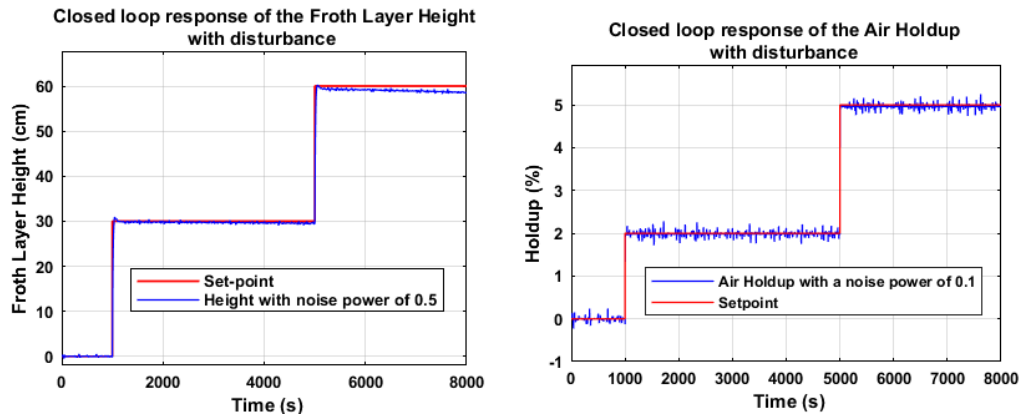 Closed loop response of the Froth Layer Height
with disturbance
Froth Layer Height (cm)
60
50
40
30
20
10
0
Set-point
Height with noise power of 0.5
0
2000
4000
6000
8000
Time (s)
Closed loop response of the Air Holdup
with disturbance
Holdup (%)
5
4
3
2
1
0
-1
Air Holdup with a noise power of 0.1
Setpoint
0
1000
2000
3000
4000
5000
6000
7000
8000
Time (s)